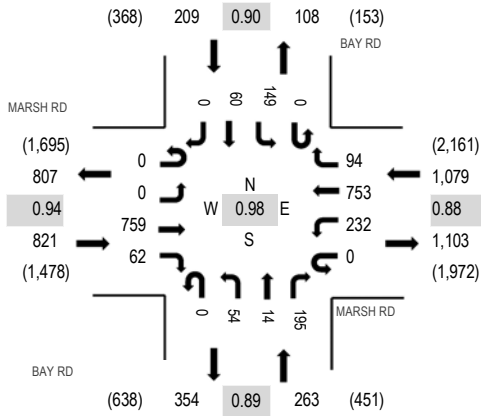 (368) 209 0.90 108 (153)
BAY RD
MARSH RD
0 60 149 0
(1,695) (2,161)
807 0 94 1,079
N
0 753
0.94 W 0.98 E 0.88
759 232
821 S 1,103
62 0
(1,478) (1,972)
0 54 14 195
MARSH RD
BAY RD
(638) 354 0.89 263 (451)